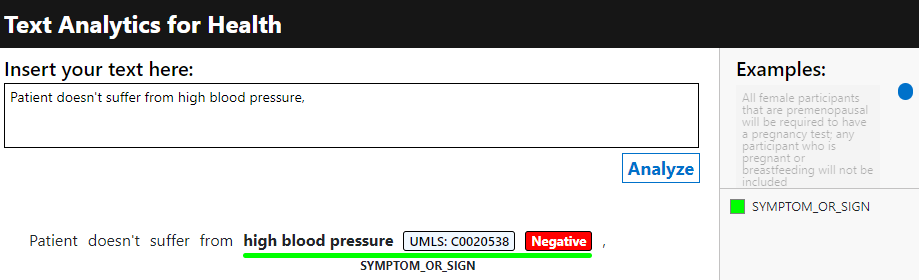 Text Analytics for Health
Insert your text here:
Patient doesn't suffer from high blood pressure,
Analyze
Patient doesn't suffer from high blood pressure UMLS: C0020538 Negative ,
SYMPTOM_OR_SIGN
Examples:
All female participants
that are premenopausal
will be required to have
a pregnancy test; any
participant who is
pregnant or
breastfeeding will not be
included
SYMPTOM_OR_SIGN